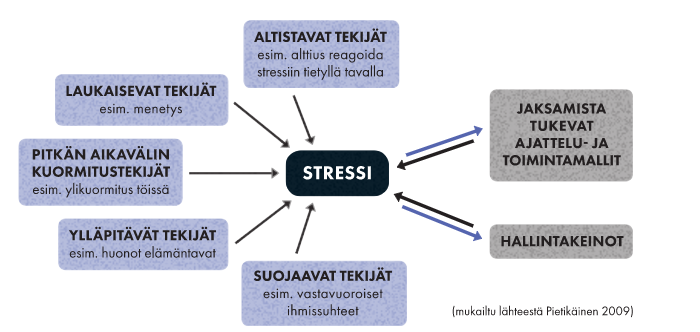 ALTISTAVAT TEKIJÄT
esim. alttius reagoida
stressiin tietyllä tavalla
LAUKAISEVAT TEKIJÄT
esim. menetys
PITKÄN AIKAVÄLIN
KUORMITUSTEKIJÄT
esim. ylikuormitus töissä
YLLÄPITÄVÄT TEKIJÄT
esim. huonot elämäntavat
SUOJAAVAT TEKIJÄT
esim. vastavuoroiset
ihmissuhteet
STRESSI
JAKSAMISTA
TUKEVAT
AJATTELU- JA
TOIMINTAMALLIT
HALLINTAKEINOT
(mukailtu lähteestä Pietikäinen 2009)